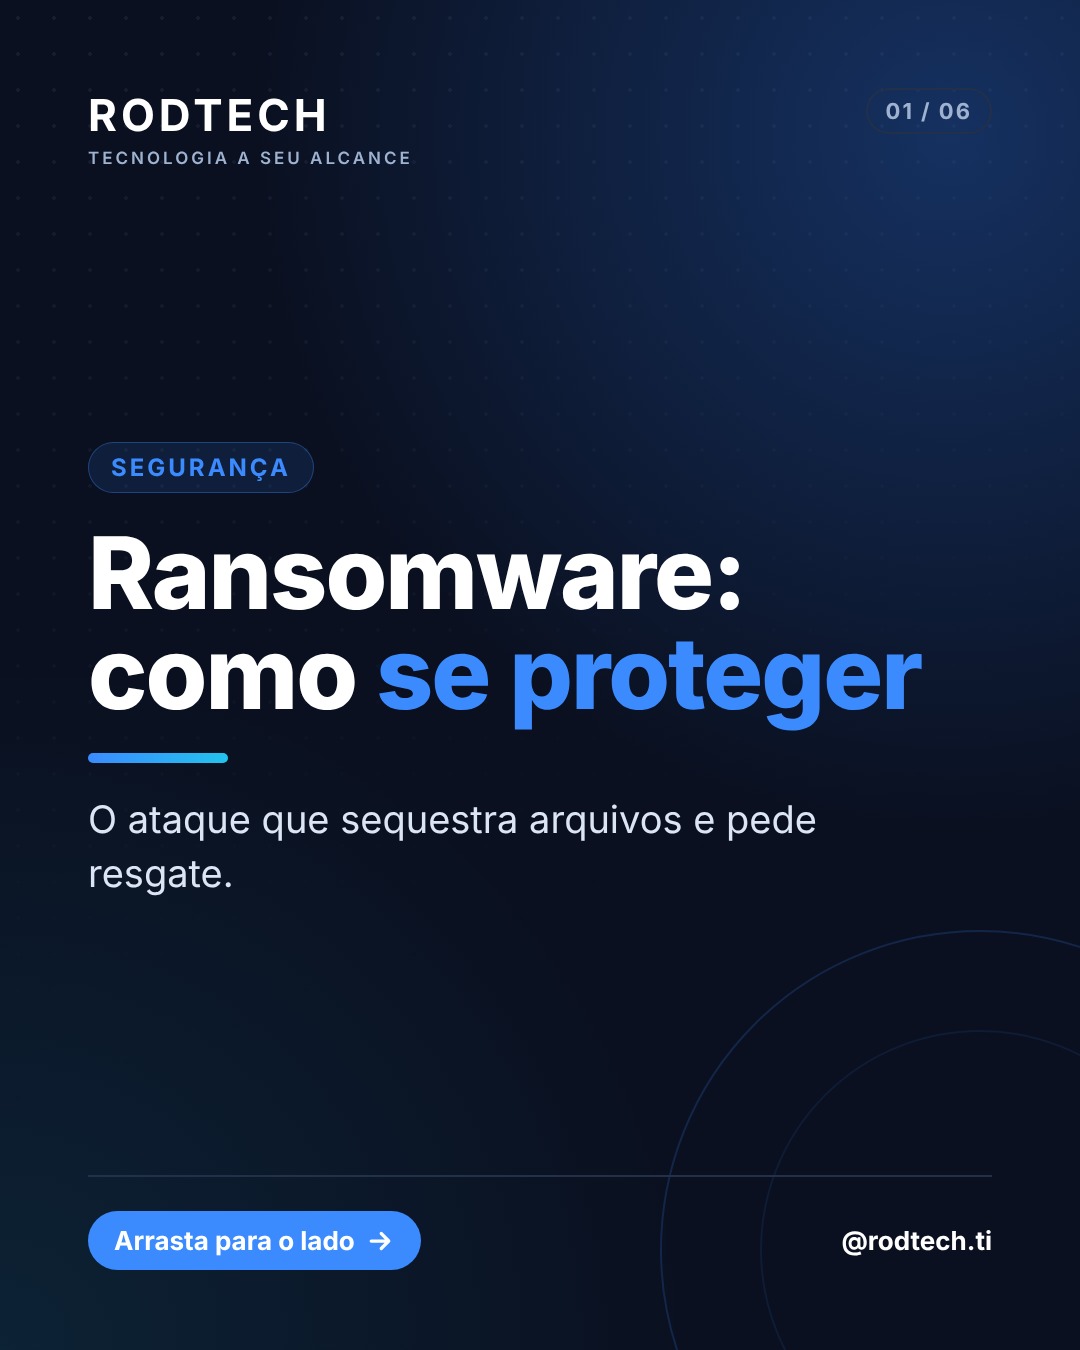 RODTECH
TECNOLOGIA A SEU ALCANCE
01 / 06
SEGURANÇA
Ransomware:
como se proteger
O ataque que sequestra arquivos e pede
resgate.
Arrasta para o lado →
@rodtech.ti